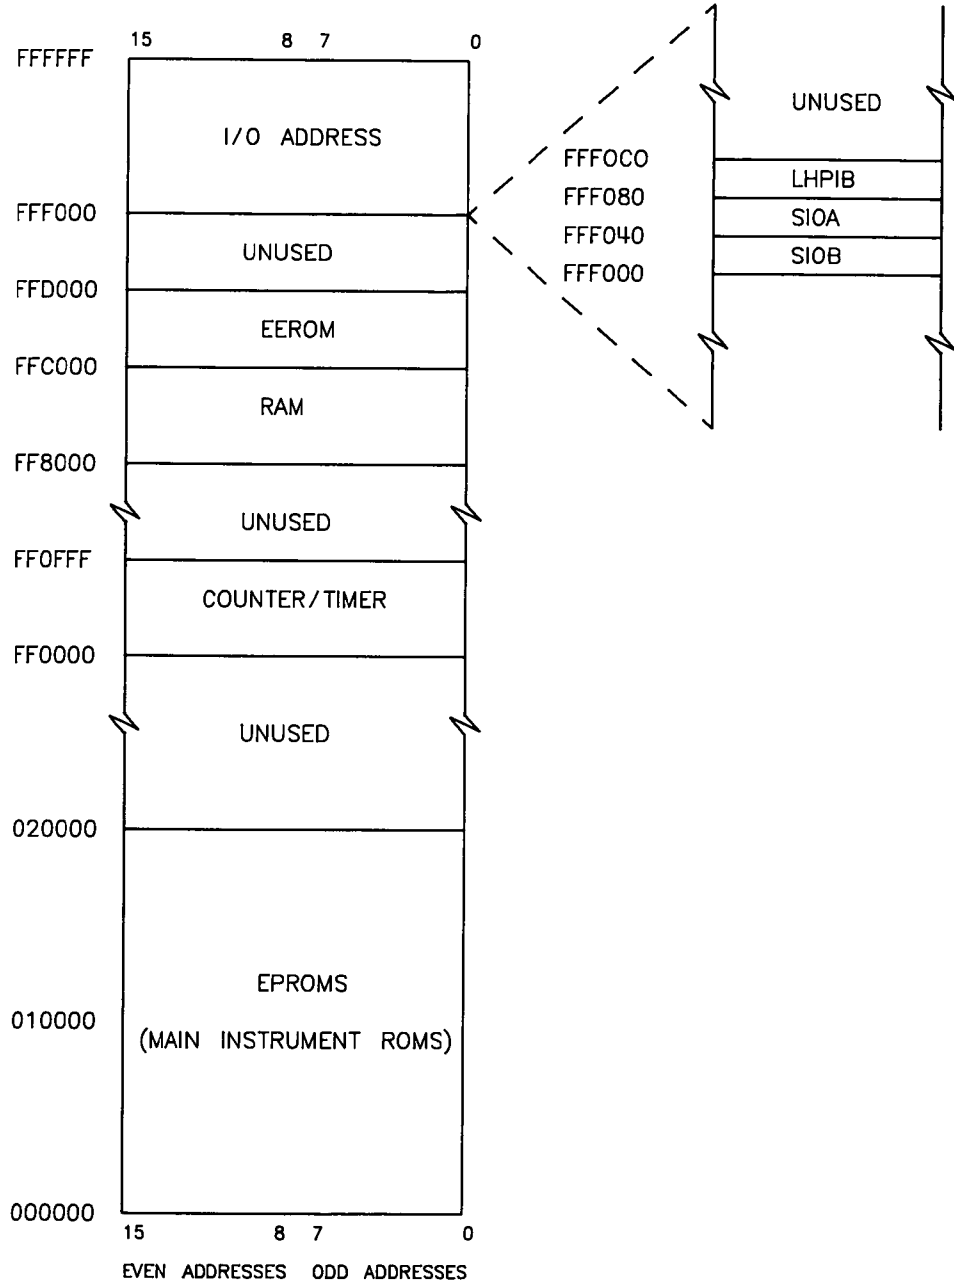 15 8 7 0
FFFFFF
I/O ADDRESS
FFF000
UNUSED
FFD000
EEROM
FFC000
RAM
FF8000
UNUSED
FF0FFF
COUNTER/TIMER
FF0000
UNUSED
020000
EPROMS
010000
(MAIN INSTRUMENT ROMS)
000000
15 8 7 0
EVEN ADDRESSES ODD ADDRESSES
UNUSED
FFF0C0
LHPIB
FFF080
SIOA
FFF040
SIOB
FFF000